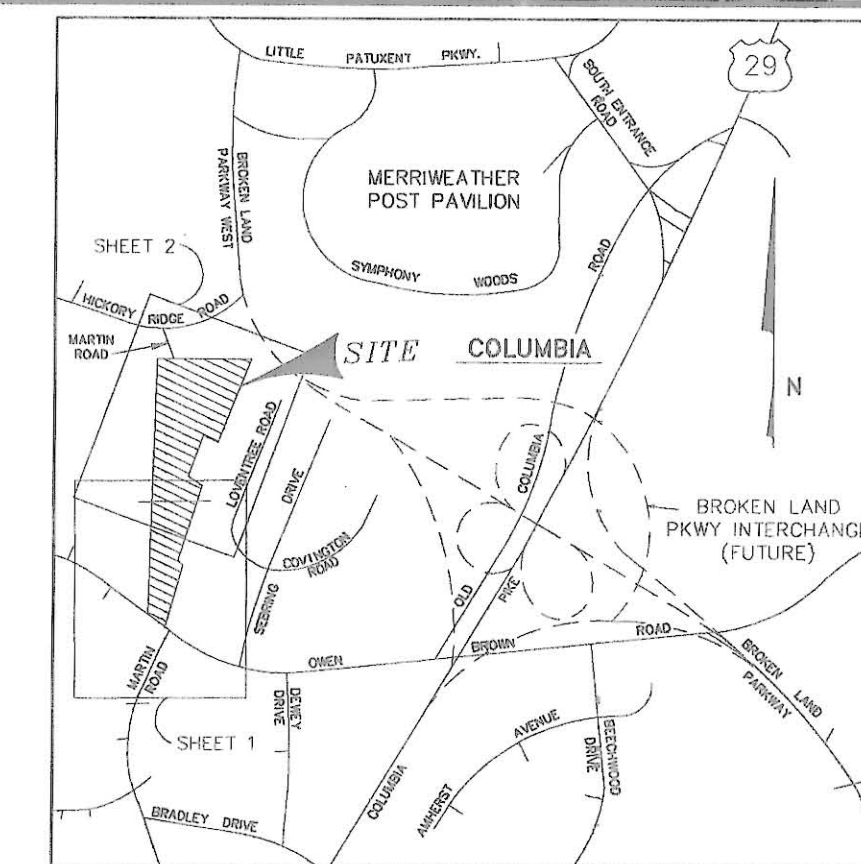 LITTLE PATUXENT PKWY.
29
SOUTH ENTRANCE
ROAD
BROKEN LAND
PARKWAY WEST
MERRIWEATHER
POST PAVILION
SHEET 2
SYMPHONY WOODS
ROAD
HICKORY RIDGE ROAD
MARTIN
ROAD
SITE
COLUMBIA
N
LOVENTREE ROAD
DRIVE
COLUMBIA
BROKEN LAND
PKWY INTERCHANGE
(FUTURE)
COVINGTON
ROAD
SEBRING
OLD
PIKE
OWEN BROWN ROAD
MARTIN
ROAD
BROKEN LAND
PARKWAY
DEWEY
DRIVE
SHEET 1
AVENUE
BEECHWOOD
DRIVE
COLUMBIA
AMHERST
BRADLEY DRIVE